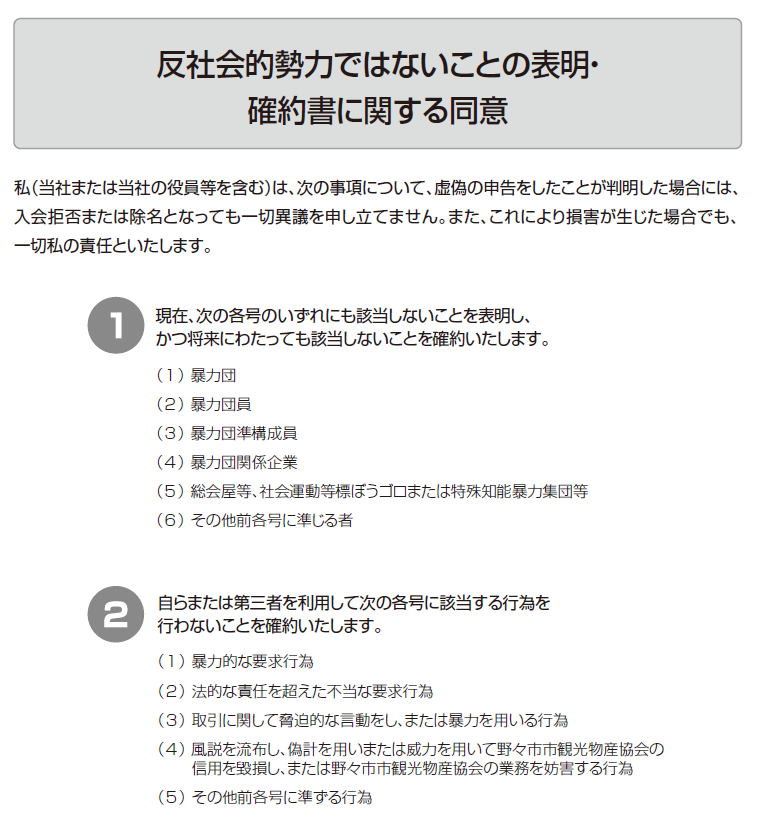 反社会的勢力ではないことの表明・
確約書に関する同意
私（当社または当社の役員等を含む）は、次の事項について、虚偽の申告をしたことが判明した場合には、
入会拒否または除名となっても一切異議を申し立てません。また、これにより損害が生じた場合でも、
一切私の責任といたします。
1
現在、次の各号のいずれにも該当しないことを表明し、
かつ将来にわたっても該当しないことを確約いたします。
（1）暴力団
（2）暴力団員
（3）暴力団準構成員
（4）暴力団関係企業
（5）総会屋等、社会運動等標ぼうゴロまたは特殊知能暴力集団等
（6）その他前各号に準じる者
2
自らまたは第三者を利用して次の各号に該当する行為を
行わないことを確約いたします。
（1）暴力的な要求行為
（2）法的な責任を超えた不当な要求行為
（3）取引に関して脅迫的な言動をし、または暴力を用いる行為
（4）風説を流布し、偽計を用いまたは威力を用いて野々市市観光物産協会の
信用を毀損し、または野々市市観光物産協会の業務を妨害する行為
（5）その他前各号に準ずる行為